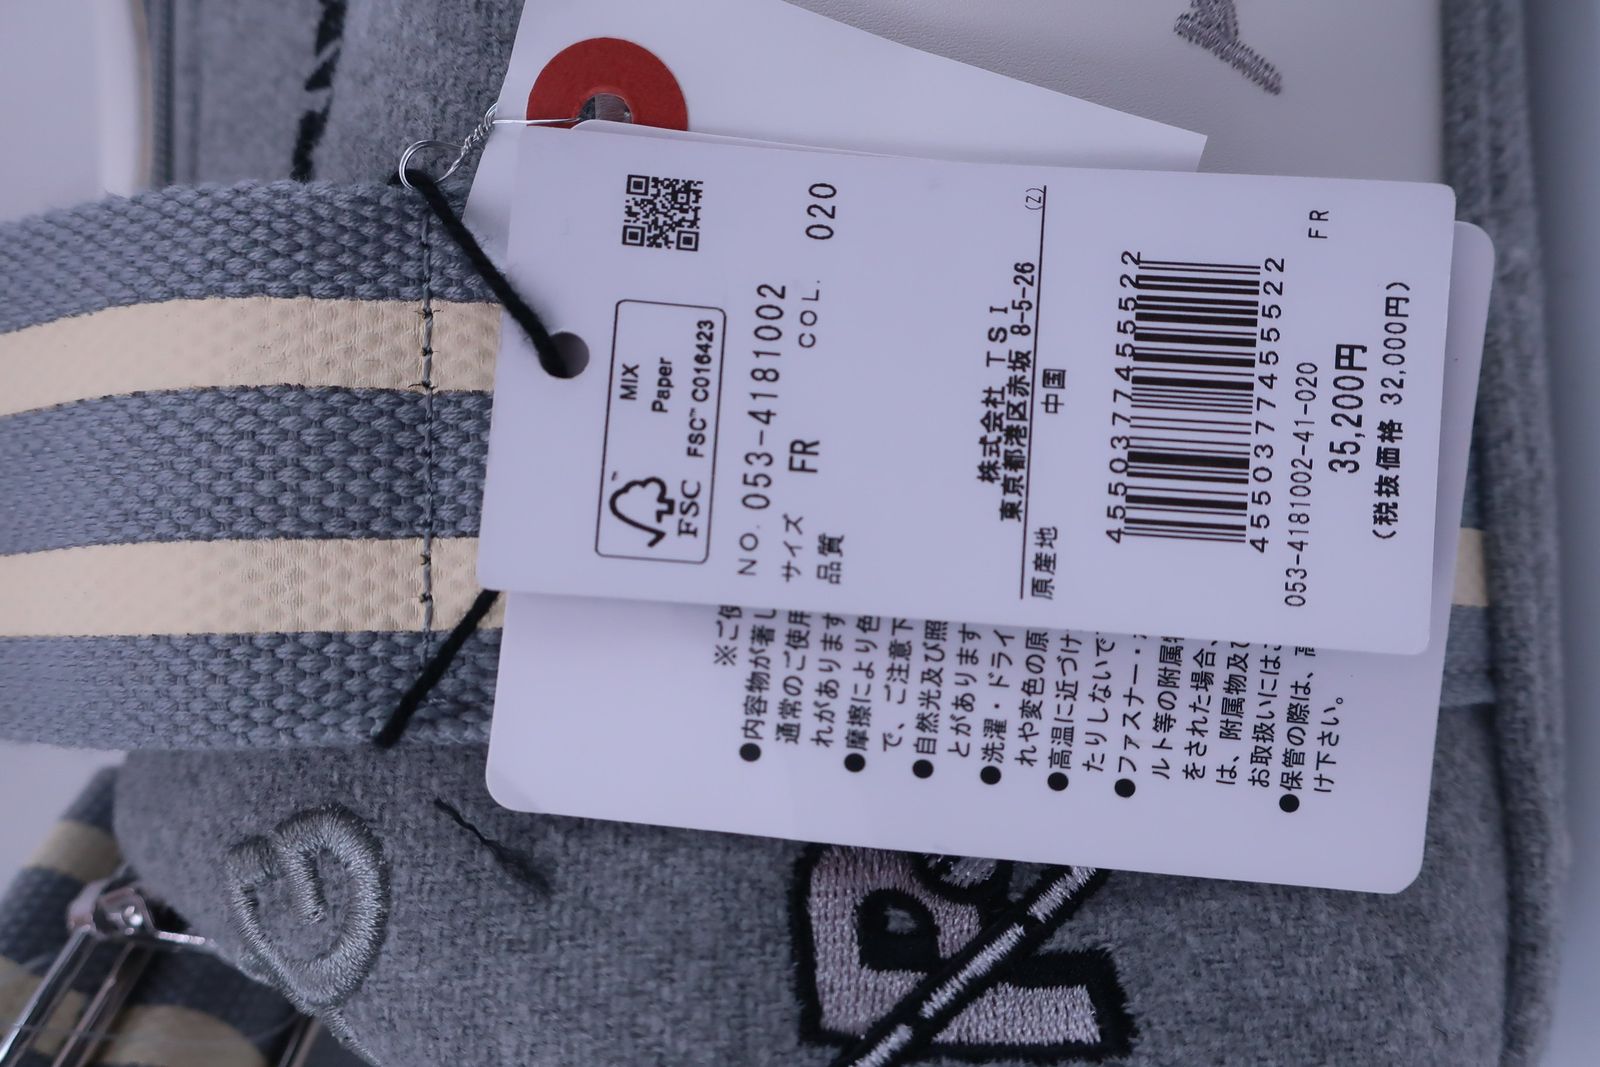 MIX
Paper
FSC™ C016423
FSC
NO. 053-4181002
サイズ COL.
FR 020
品質
株式会社 TSI
東京都港区赤坂 8-5-26
(Z)
原産地 中国
4550377455522
4550377455522
053-4181002-41-020 FR
35,200円
(税抜価格 32,000円)
※ご使
●内容物が著し
通常のご使用
れがあります
●摩擦により色
で、ご注意下
●自然光及び照
とがあります
●洗濯・ドライ
れや変色の原
●高温に近づけ
たりしないで
●ファスナー・
ルト等の附属
をされた場合、
は、附属物及び
お取扱いには
●保管の際は、高
け下さい。